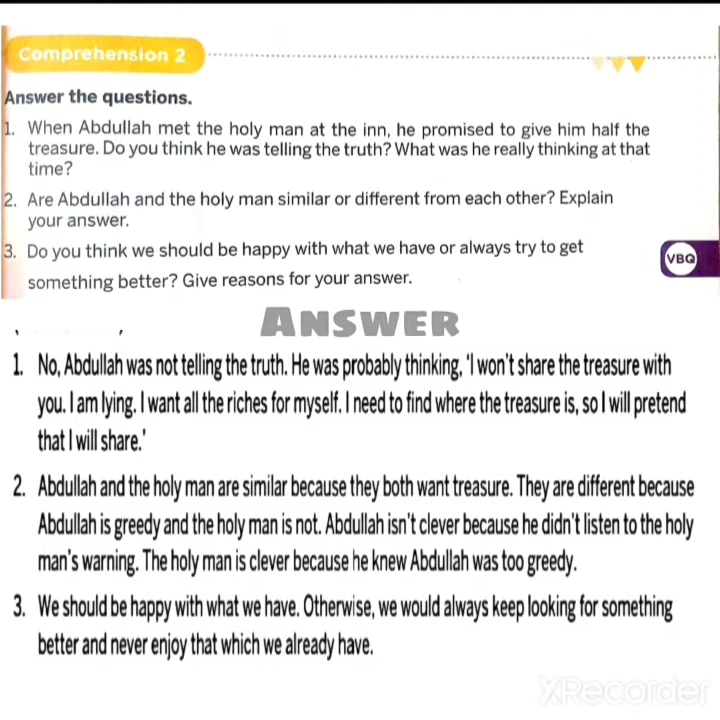 Comprehension 2
Answer the questions.
1. When Abdullah met the holy man at the inn, he promised to give him half the
treasure. Do you think he was telling the truth? What was he really thinking at that
time?
2. Are Abdullah and the holy man similar or different from each other? Explain
your answer.
3. Do you think we should be happy with what we have or always try to get
something better? Give reasons for your answer.
VBQ
ANSWER
1. No, Abdullah was not telling the truth. He was probably thinking, 'I won't share the treasure with
you. I am lying. I want all the riches for myself. I need to find where the treasure is, so I will pretend
that I will share.'
2. Abdullah and the holy man are similar because they both want treasure. They are different because
Abdullah is greedy and the holy man is not. Abdullah isn't clever because he didn't listen to the holy
man's warning. The holy man is clever because he knew Abdullah was too greedy.
3. We should be happy with what we have. Otherwise, we would always keep looking for something
better and never enjoy that which we already have.
XRecorder